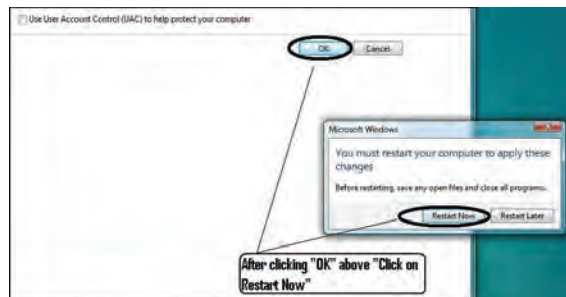 Use User Account Control (UAC) to help protect your computer
OK Cancel
Microsoft Windows
You must restart your computer to apply these
changes
Before restarting, save any open files and close all programs.
Restart Now Restart Later
After clicking "OK" above "Click on
Restart Now"